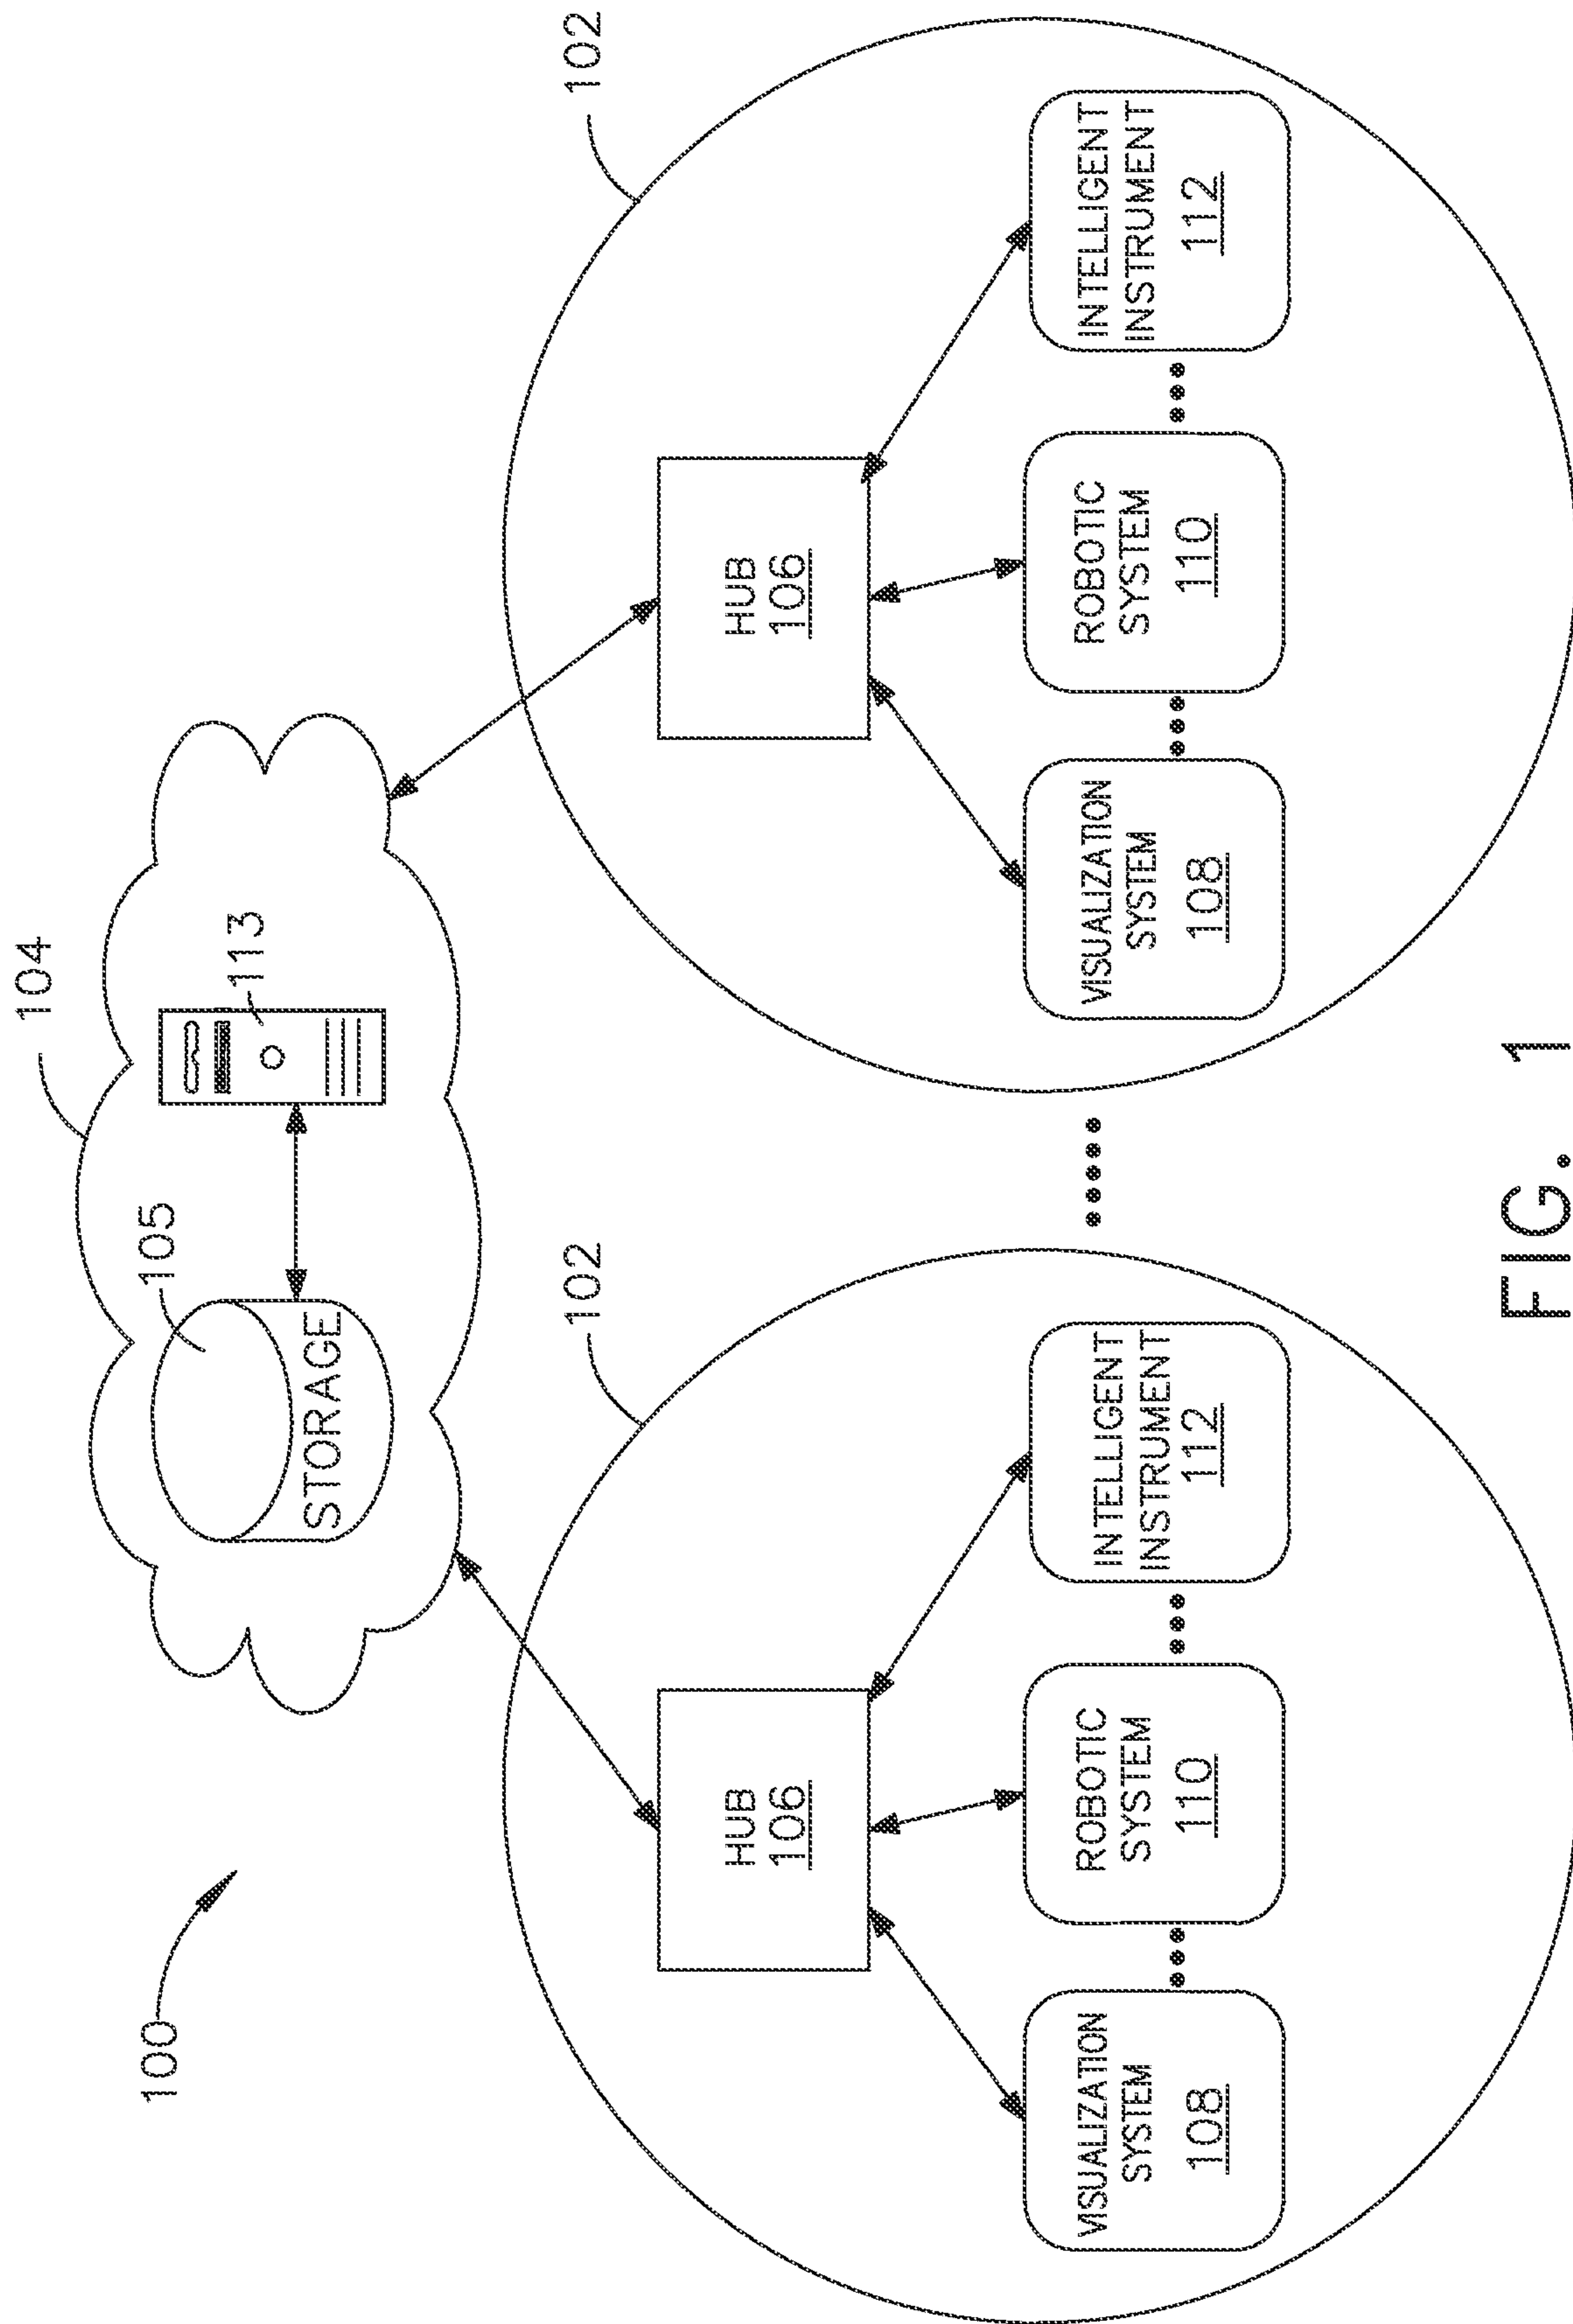 100
104
105
STORAGE
113
102
HUB
106
VISUALIZATION
SYSTEM
108
ROBOTIC
SYSTEM
110
INTELLIGENT
INSTRUMENT
112
102
HUB
106
VISUALIZATION
SYSTEM
108
ROBOTIC
SYSTEM
110
INTELLIGENT
INSTRUMENT
112
FIG. 1